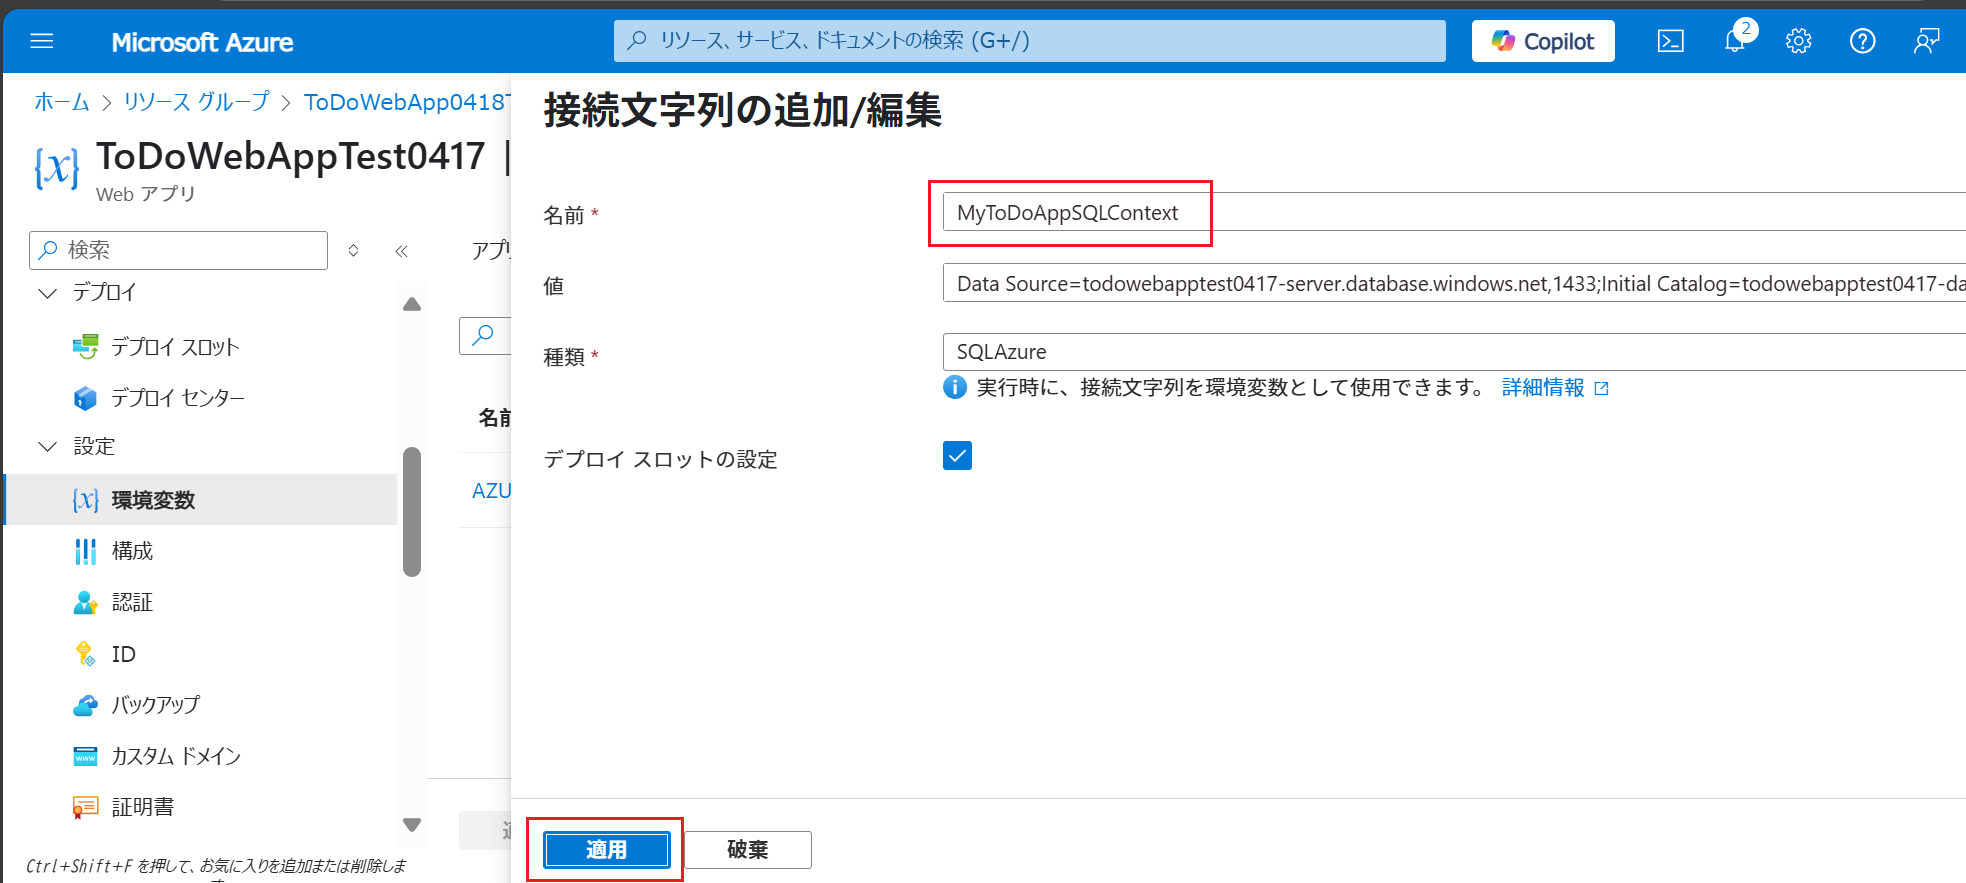 Microsoft Azure
リソース、サービス、ドキュメントの検索 (G+/)
Copilot
2
ホーム > リソース グループ > ToDoWebApp0418T
ToDoWebAppTest0417 |
Web アプリ
検索
デプロイ
デプロイ スロット
デプロイ センター
設定
環境変数
構成
認証
ID
バックアップ
カスタム ドメイン
証明書
Ctrl+Shift+F を押して、お気に入りを追加または削除しま
す
アプリ
名前
AZU
適
接続文字列の追加/編集
名前 *
MyToDoAppSQLContext
値
Data Source=todowebapptest0417-server.database.windows.net,1433;Initial Catalog=todowebapptest0417-da
種類 *
SQLAzure
実行時に、接続文字列を環境変数として使用できます。 詳細情報
デプロイ スロットの設定
適用
破棄